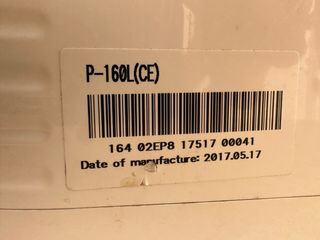 P-160L(CE)
164 02EP8 17517 00041
Date of manufacture: 2017.05.17